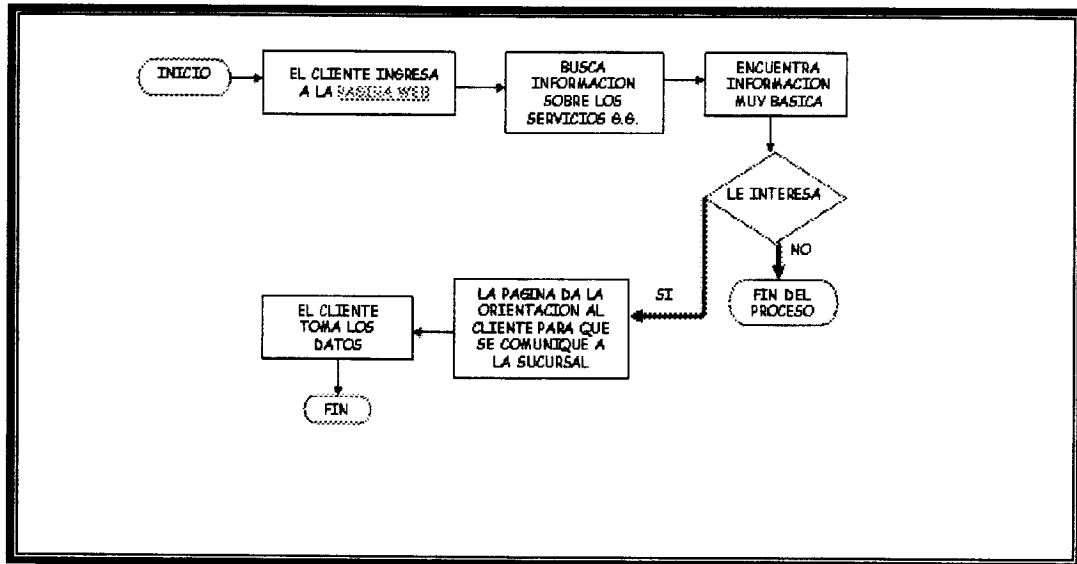 INICIO
EL CLIENTE INGRESA
A LA PAGINA WEB
BUSCA
INFORMACION
SOBRE LOS
SERVICIOS G.G.
ENCUENTRA
INFORMACION
MUY BASICA
LE INTERESA
NO
FIN DEL
PROCESO
SI
LA PAGINA DA LA
ORIENTACION AL
CLIENTE PARA QUE
SE COMUNIQUE A
LA SUCURSAL
EL CLIENTE
TOMA LOS
DATOS
FIN